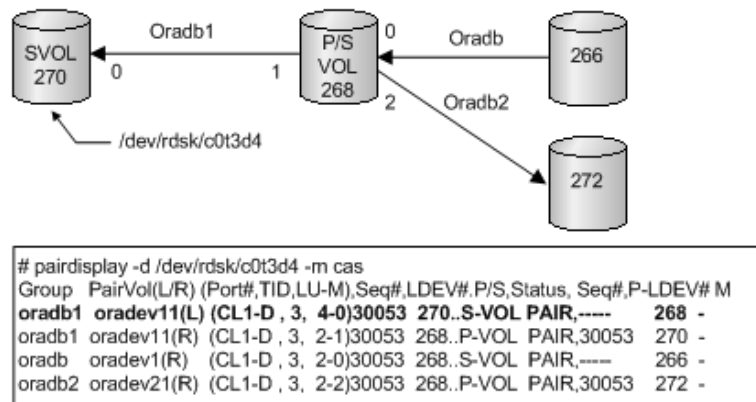 Oradb1
SVOL
270
0
1
P/S
VOL
268
0
2
Oradb
Oradb2
266
272
/dev/rdsk/c0t3d4
# pairdisplay -d /dev/rdsk/c0t3d4 -m cas
Group PairVol(L/R) (Port#,TID,LU-M),Seq#,LDEV#.P/S,Status, Seq#,P-LDEV# M
oradb1 oradev11(L) (CL1-D , 3, 4-0)30053 270..S-VOL PAIR,----- 268 -
oradb1 oradev11(R) (CL1-D , 3, 2-1)30053 268..P-VOL PAIR,30053 270 -
oradb oradev1(R) (CL1-D , 3, 2-0)30053 268..S-VOL PAIR,----- 266 -
oradb2 oradev21(R) (CL1-D , 3, 2-2)30053 268..P-VOL PAIR,30053 272 -